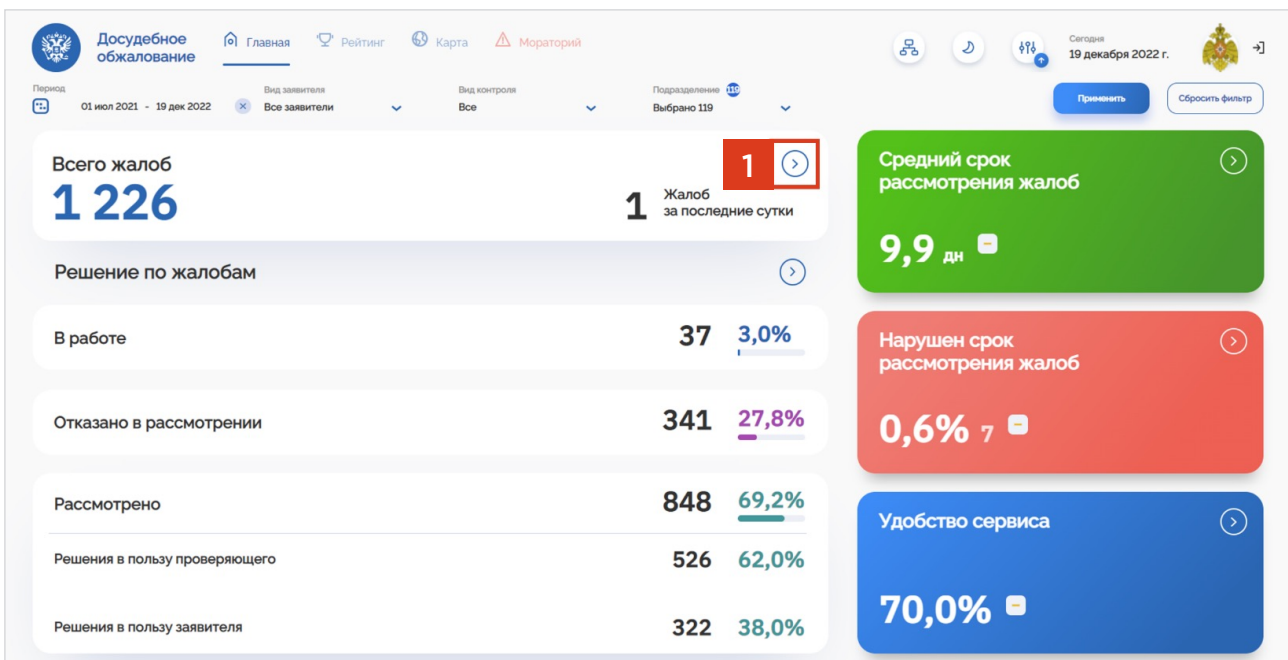 Досудебное
обжалование
Главная
Рейтинг
Карта
Мораторий
Сегодня
19 декабря 2022 г.
Период
01 июл 2021 - 19 дек 2022
Вид заявителя
Все заявители
Вид контроля
Все
Подразделение 119
Выбрано 119
Применить
Сбросить фильтр
Всего жалоб
1 226
1
1 Жалоб
за последние сутки
Решение по жалобам
В работе 37 3,0%
Отказано в рассмотрении 341 27,8%
Рассмотрено 848 69,2%
Решения в пользу проверяющего 526 62,0%
Решения в пользу заявителя 322 38,0%
Средний срок
рассмотрения жалоб
9,9 дн
Нарушен срок
рассмотрения жалоб
0,6% 7
Удобство сервиса
70,0%